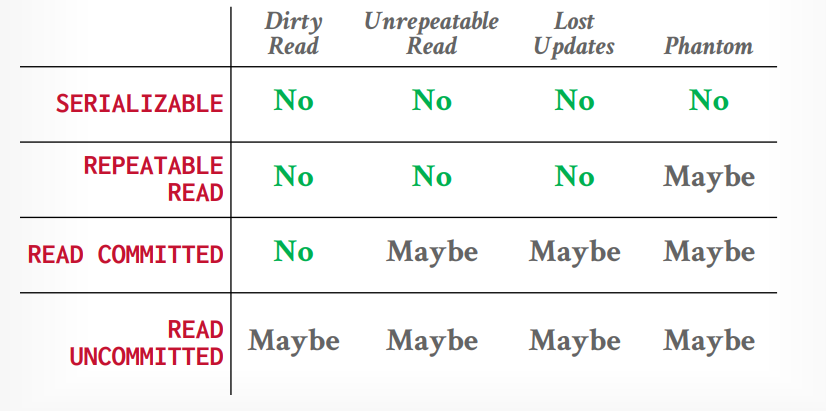 Dirty Read
Unrepeatable Read
Lost Updates
Phantom
SERIALIZABLE No No No No
REPEATABLE READ No No No Maybe
READ COMMITTED No Maybe Maybe Maybe
READ UNCOMMITTED Maybe Maybe Maybe Maybe